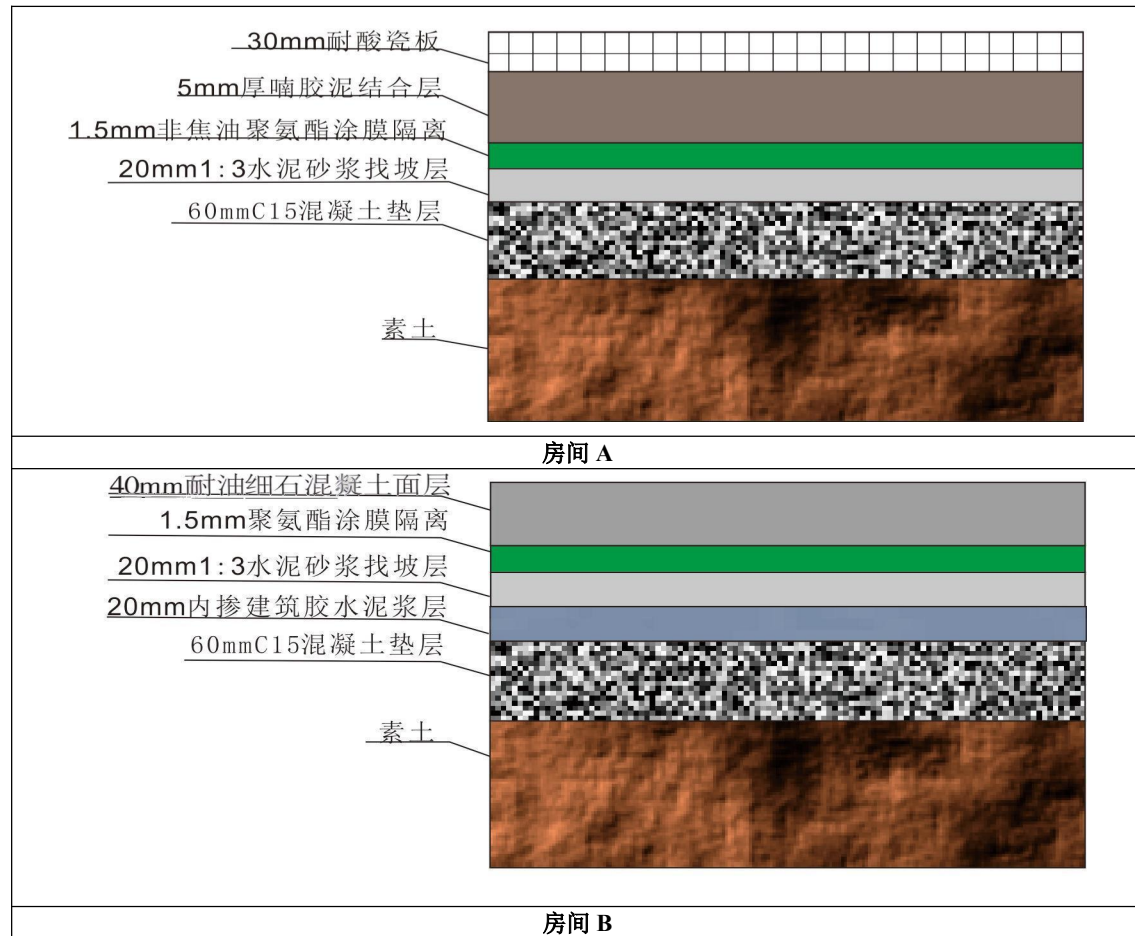 30mm耐酸瓷板
5mm厚喃胶泥结合层
1.5mm非焦油聚氨酯涂膜隔离
20mm1:3水泥砂浆找坡层
60mmC15混凝土垫层
素土
房间 A
40mm耐油细石混凝土面层
1.5mm聚氨酯涂膜隔离
20mm1:3水泥砂浆找坡层
20mm内掺建筑胶水泥浆层
60mmC15混凝土垫层
素土
房间 B